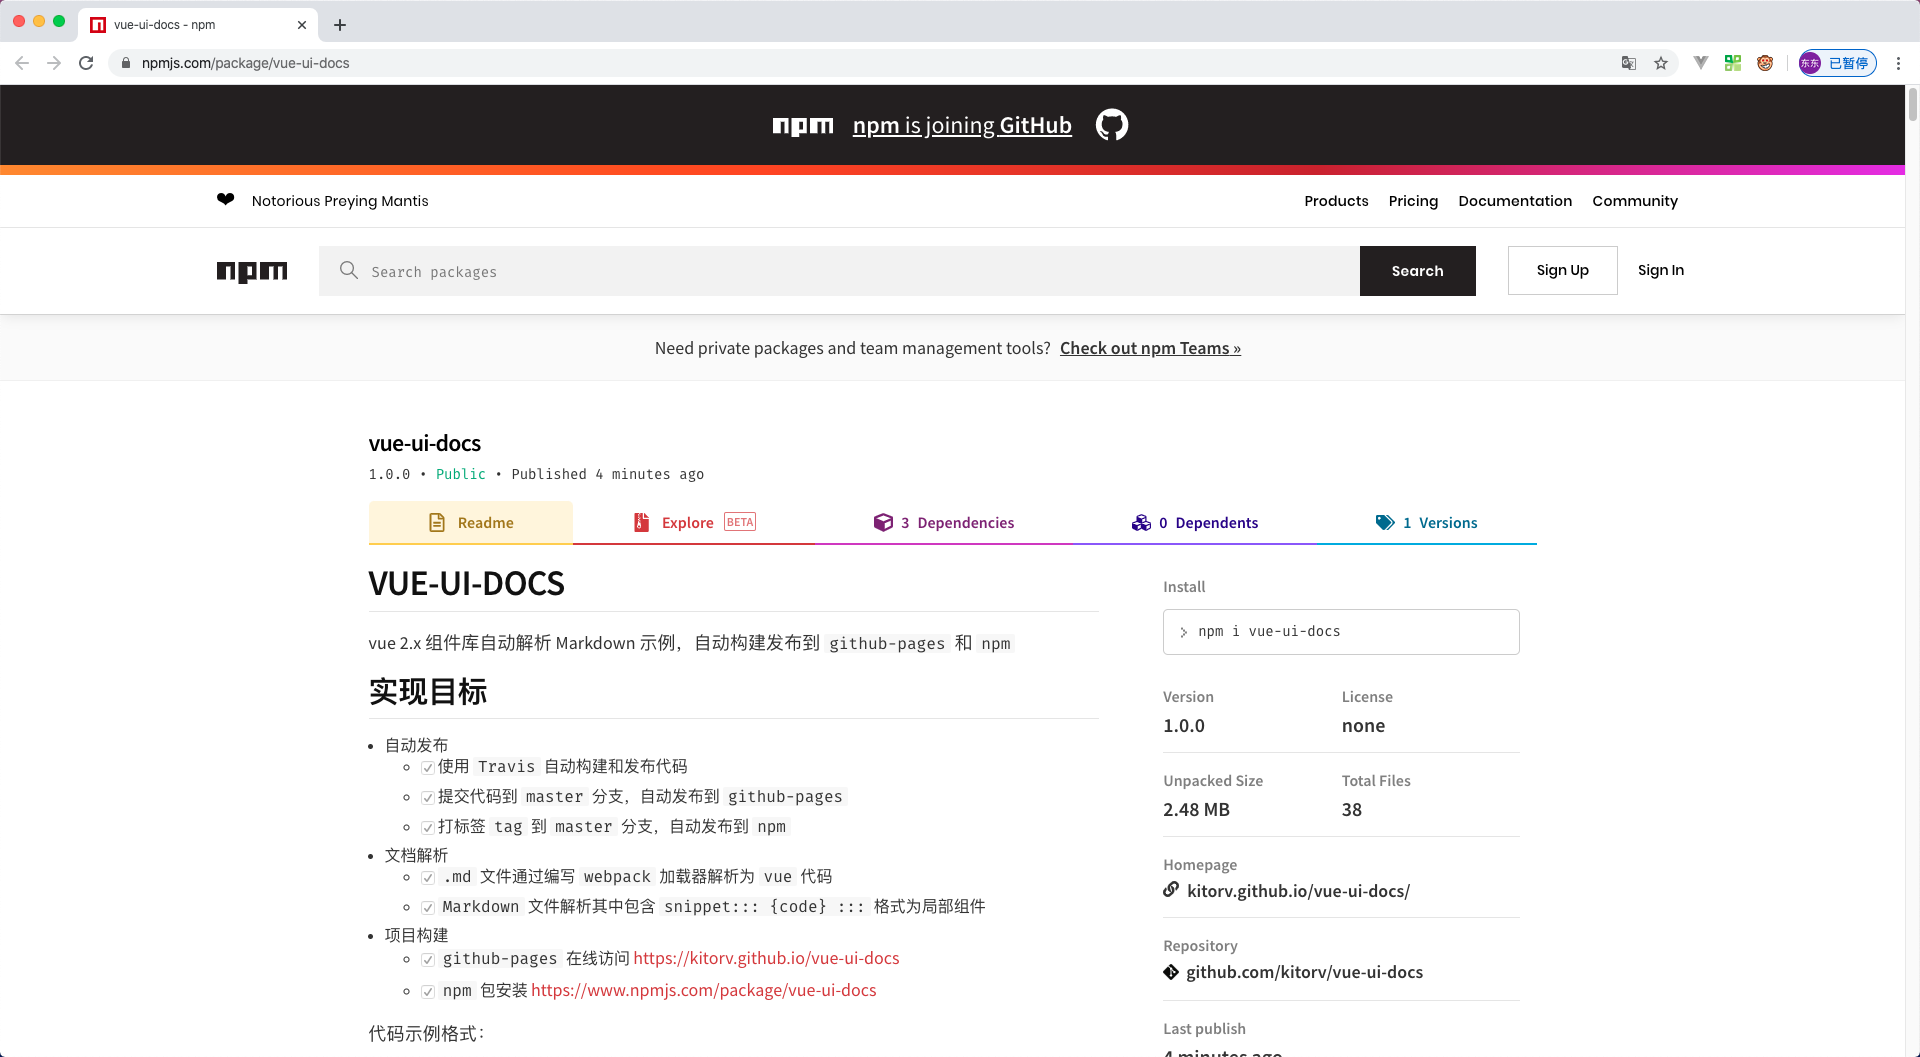 vue-ui-docs - npm
npmjs.com/package/vue-ui-docs
东东 已暂停
npm npm is joining GitHub
Notorious Preying Mantis
Products Pricing Documentation Community
npm Search packages Search Sign Up Sign In
Need private packages and team management tools? Check out npm Teams »
vue-ui-docs
1.0.0 • Public • Published 4 minutes ago
Readme Explore BETA 3 Dependencies 0 Dependents 1 Versions
VUE-UI-DOCS
vue 2.x 组件库自动解析 Markdown 示例，自动构建发布到 github-pages 和 npm
实现目标
自动发布
使用 Travis 自动构建和发布代码
提交代码到 master 分支，自动发布到 github-pages
打标签 tag 到 master 分支，自动发布到 npm
文档解析
.md 文件通过编写 webpack 加载器解析为 vue 代码
Markdown 文件解析其中包含 snippet::: {code} ::: 格式为局部组件
项目构建
github-pages 在线访问 https://kitorv.github.io/vue-ui-docs
npm 包安装 https://www.npmjs.com/package/vue-ui-docs
代码示例格式：
Install
npm i vue-ui-docs
Version License
1.0.0 none
Unpacked Size Total Files
2.48 MB 38
Homepage
kitorv.github.io/vue-ui-docs/
Repository
github.com/kitorv/vue-ui-docs
Last publish
4 minutes ago